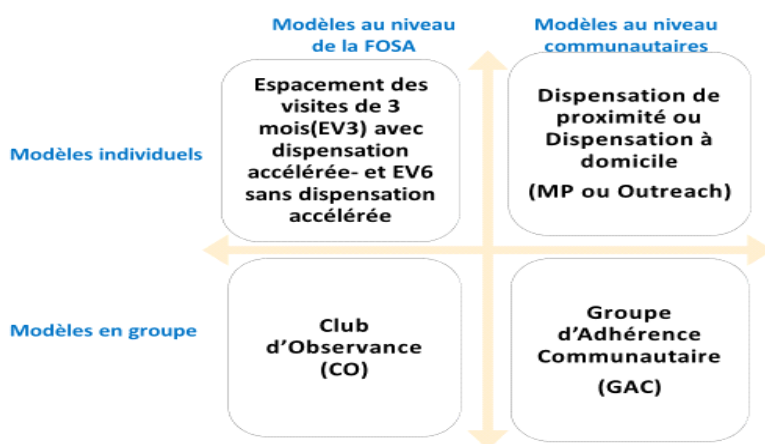 Modèles au niveau
de la FOSA
Modèles au niveau
communautaires
Modèles individuels
Espacement des
visites de 3
mois(EV3) avec
dispensation
accélérée- et EV6
sans dispensation
accélérée
Dispensation de
proximité ou
Dispensation à
domicile
(MP ou Outreach)
Modèles en groupe
Club
d’Observance
(CO)
Groupe
d’Adhérence
Communautaire
(GAC)